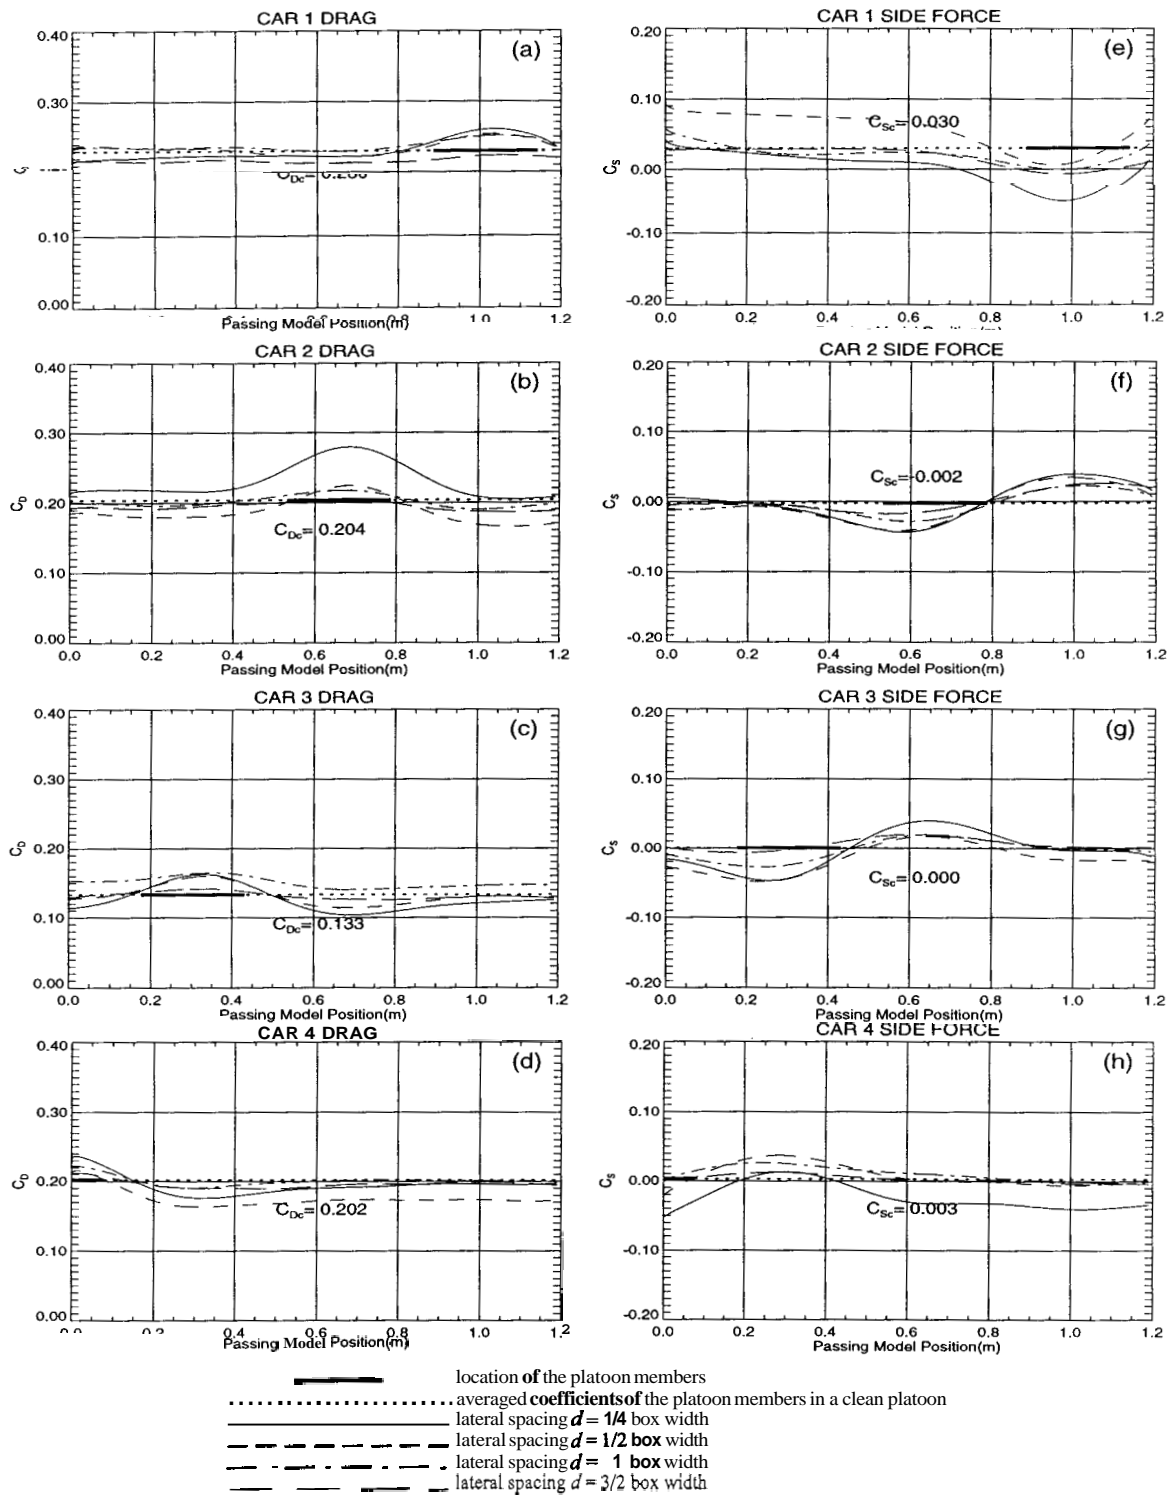 CAR 1 DRAG
(a)
0.40
0.30
0.10
0.00
Passing Model Position(m)
1.2
CAR 1 SIDE FORCE
(e)
0.20
0.10
C_Sc= 0.030
C_S
0.00
-0.10
-0.20
0.0 0.2 0.4 0.6 0.8 1.0 1.2
CAR 2 DRAG
(b)
0.40
0.30
C_D
0.20
C_Dc= 0.204
0.10
0.00
0.0 0.2 0.4 0.6 0.8 1.0 1.2
Passing Model Position(m)
CAR 2 SIDE FORCE
(f)
0.20
0.10
C_Sc=-0.002
C_S
0.00
-0.10
-0.20
0.0 0.2 0.4 0.6 0.8 1.0 1.2
Passing Model Position(m)
CAR 3 DRAG
(c)
0.40
0.30
C_D
0.20
0.10
C_Dc= 0.133
0.00
0.0 0.2 0.4 0.6 0.8 1.0 1.2
Passing Model Position(m)
CAR 3 SIDE FORCE
(g)
0.20
0.10
C_S
0.00
C_Sc= 0.000
-0.10
-0.20
0.0 0.2 0.4 0.6 0.8 1.0 1.2
Passing Model Position(m)
CAR 4 DRAG
(d)
0.40
0.30
C_D
0.20
C_Dc= 0.202
0.10
0.00
0.2 0.4 0.6 0.8 1.0 1.2
Passing Model Position(m)
CAR 4 SIDE FORCE
(h)
0.20
0.10
C_S
0.00
C_Sc= 0.003
-0.10
-0.20
0.0 0.2 0.4 0.6 0.8 1.0 1.2
Passing Model Position(m)
location of the platoon members
averaged coefficients of the platoon members in a clean platoon
lateral spacing d = 1/4 box width
lateral spacing d = 1/2 box width
lateral spacing d = 1 box width
lateral spacing d = 3/2 box width